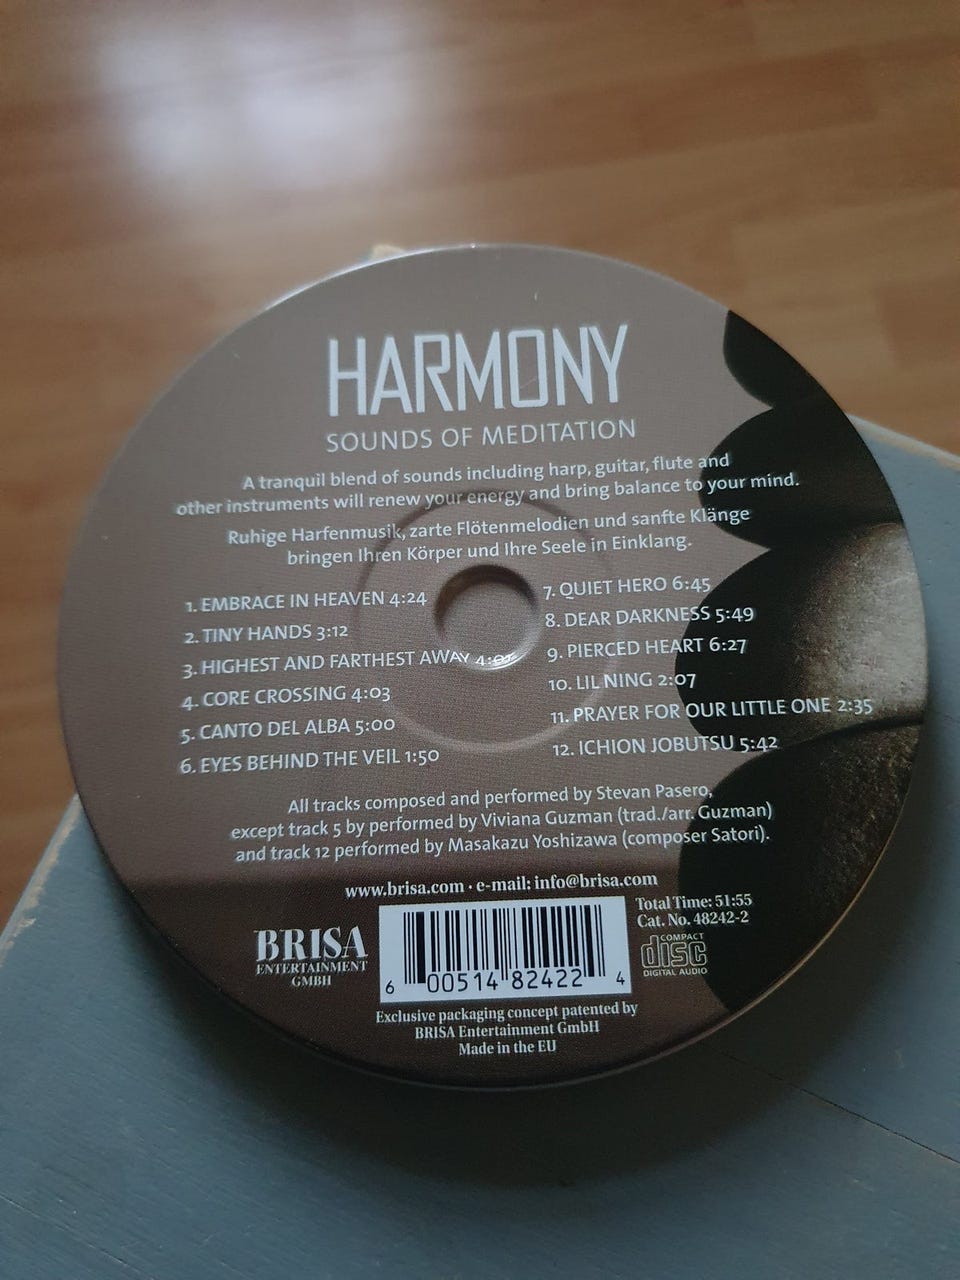 HARMONY
SOUNDS OF MEDITATION
A tranquil blend of sounds including harp, guitar, flute and
other instruments will renew your energy and bring balance to your mind.
Ruhige Harfenmusik, zarte Flötenmelodien und sanfte Klänge
bringen Ihren Körper und Ihre Seele in Einklang.
1. EMBRACE IN HEAVEN 4:24
2. TINY HANDS 3:12
3. HIGHEST AND FARTHEST AWAY
4. CORE CROSSING 4:03
5. CANTO DEL ALBA 5:00
6. EYES BEHIND THE VEIL 1:50
7. QUIET HERO 6:45
8. DEAR DARKNESS 5:49
9. PIERCED HEART 6:27
10. LIL NING 2:07
11. PRAYER FOR OUR LITTLE ONE 2:35
12. ICHION JOBUTSU 5:42
All tracks composed and performed by Stevan Pasero,
except track 5 by performed by Viviana Guzman (trad./arr. Guzman)
and track 12 performed by Masakazu Yoshizawa (composer Satori).
www.brisa.com · e-mail: info@brisa.com
BRISA
ENTERTAINMENT
GMBH
6 00514 82422 4
Total Time: 51:55
Cat. No. 48242-2
COMPACT
disc
DIGITAL AUDIO
Exclusive packaging concept patented by
BRISA Entertainment GmbH
Made in the EU